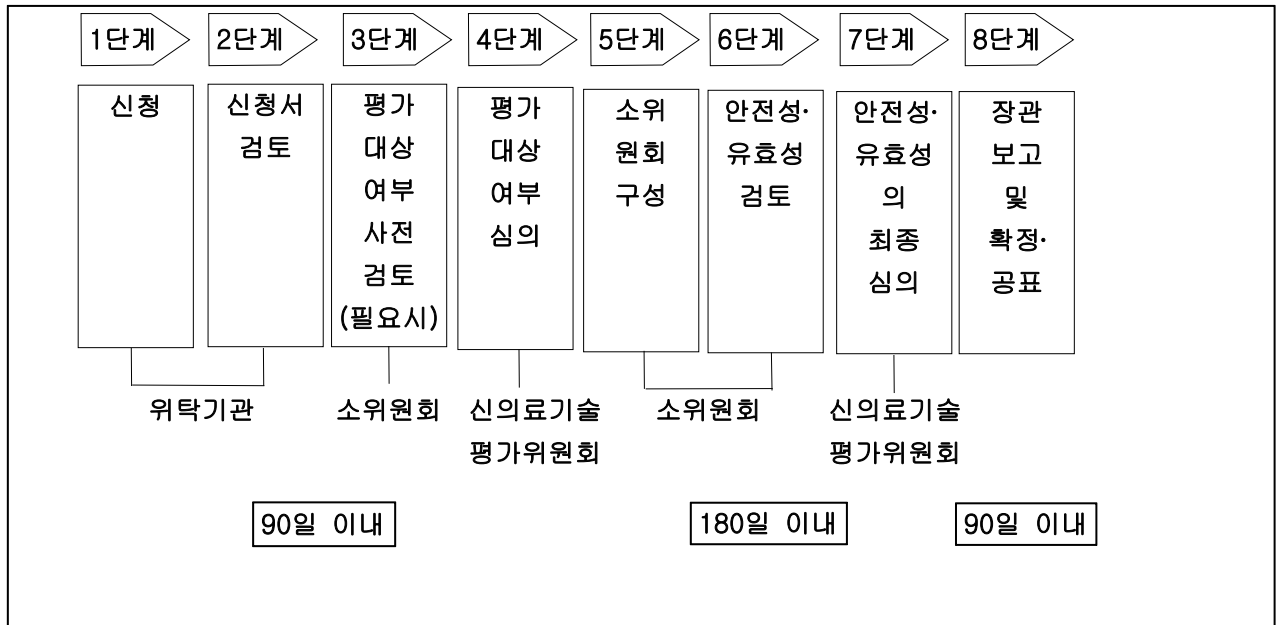 1단계
2단계
3단계
4단계
5단계
6단계
7단계
8단계
신청
신청서
검토
평가
대상
여부
사전
검토
(필요시)
평가
대상
여부
심의
소위
원회
구성
안전성·
유효성
검토
안전성·
유효성
의
최종
심의
장관
보고
및
확정·
공표
위탁기관
소위원회
신의료기술
평가위원회
소위원회
신의료기술
평가위원회
90일 이내
180일 이내
90일 이내